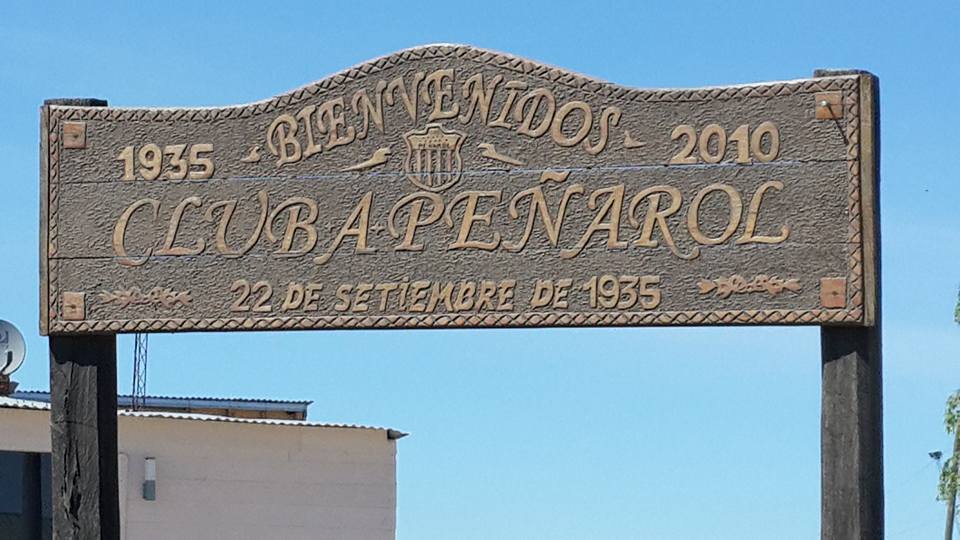 BIENVENIDOS
1935 2010
CLUB A. PEÑAROL
22 DE SETIEMBRE DE 1935